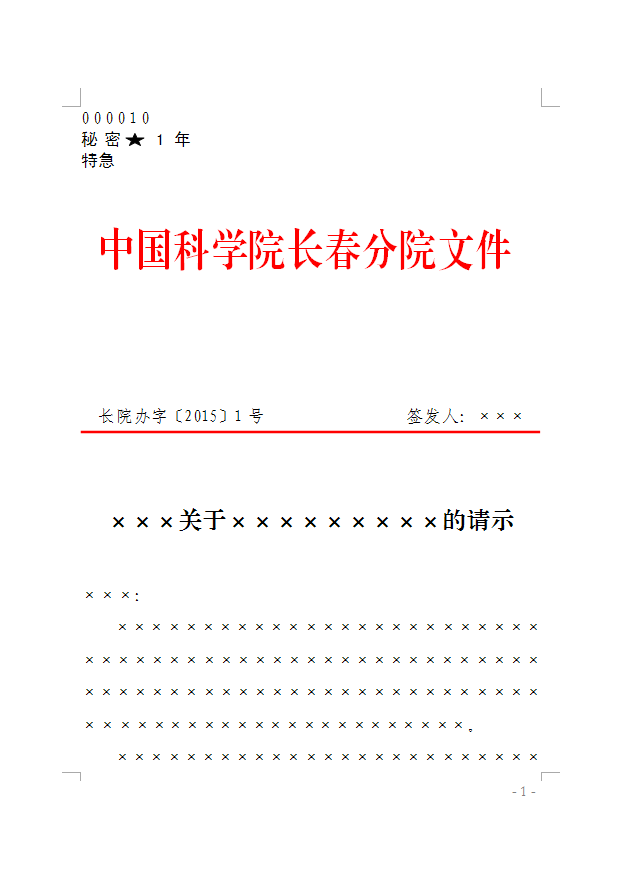 000010
秘密★ 1 年
特急
中国科学院长春分院文件
长院办字〔2015〕1 号 签发人: ×××
×××关于×××××××××的请示
×××:
×××××××××××××××××××××××××
×××××××××××××××××××××××××××
×××××××××××××××××××××××××××
××××××××××××××××××××××。
×××××××××××××××××××××××××
- 1 -